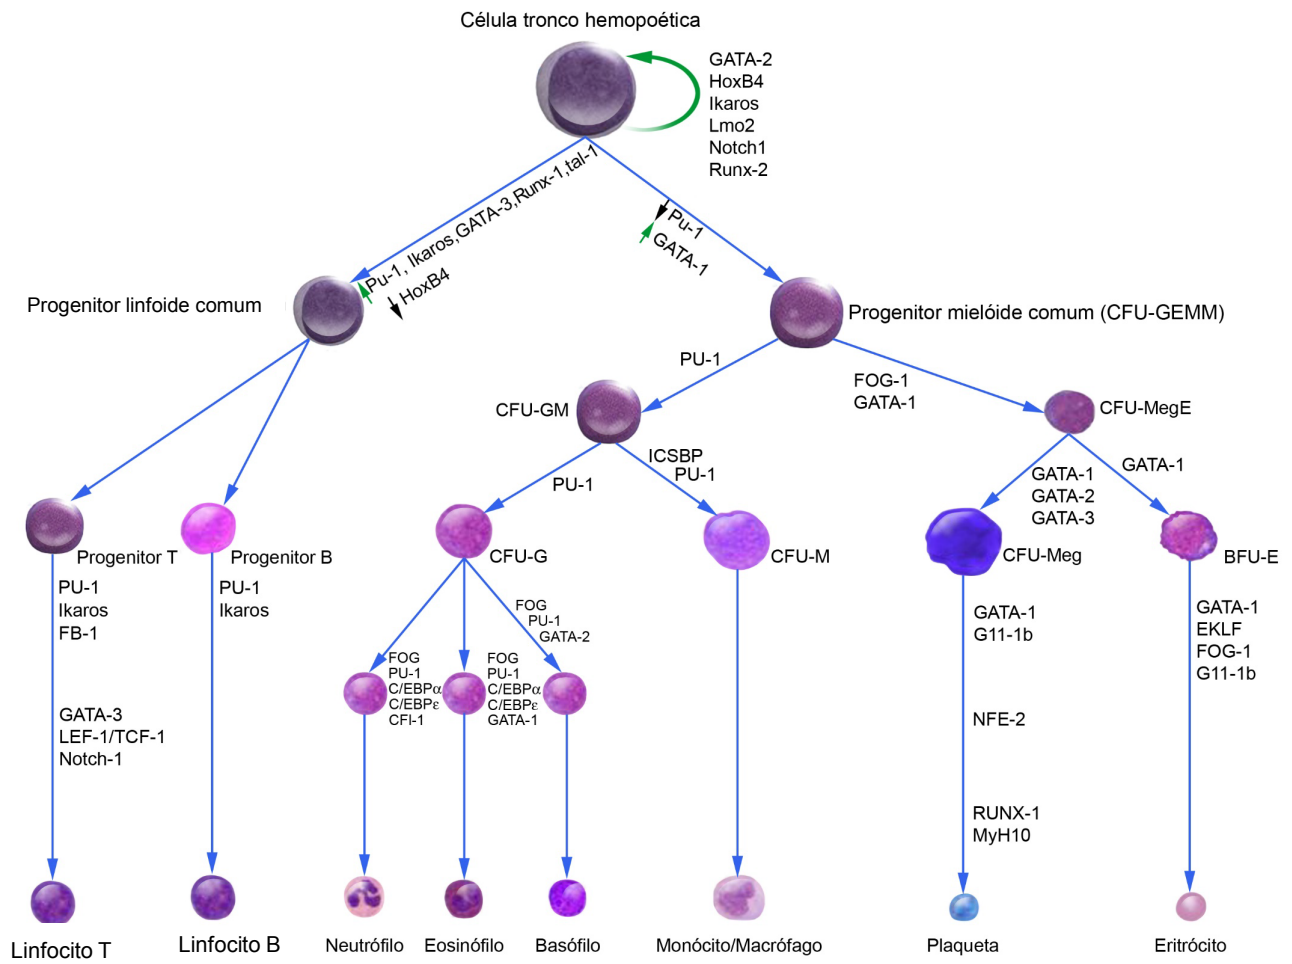 Célula tronco hemopoética
GATA-2
HoxB4
Ikaros
Lmo2
Notch1
Runx-2
Pu-1, Ikaros,GATA-3,Runx-1,tal-1
HoxB4
Pu-1
GATA-1
Progenitor linfoide comum
Progenitor mielóide comum (CFU-GEMM)
PU-1
FOG-1
GATA-1
CFU-GM
CFU-MegE
ICSBP
PU-1
PU-1
GATA-1
GATA-2
GATA-3
GATA-1
Progenitor T
Progenitor B
CFU-G
CFU-M
CFU-Meg
BFU-E
PU-1
Ikaros
FB-1
PU-1
Ikaros
FOG
PU-1
GATA-2
FOG
PU-1
C/EBPα
C/EBPε
CFI-1
FOG
PU-1
C/EBPα
C/EBPε
GATA-1
GATA-1
G11-1b
GATA-1
EKLF
FOG-1
G11-1b
GATA-3
LEF-1/TCF-1
Notch-1
NFE-2
RUNX-1
MyH10
Linfocito T
Linfocito B
Neutrófilo
Eosinófilo
Basófilo
Monócito/Macrófago
Plaqueta
Eritrócito